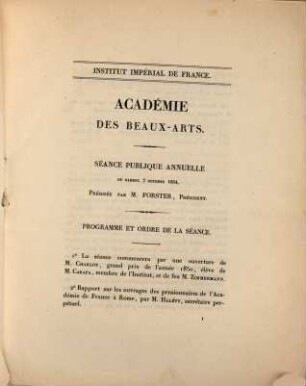 INSTITUT IMPÉRIAL DE FRANCE.
ACADÉMIE
DES BEAUX-ARTS.
SÉANCE PUBLIQUE ANNUELLE
DU SAMEDI 7 OCTOBRE 1854,
Présidée par M. FORSTER, Président.
PROGRAMME ET ORDRE DE LA SÉANCE.
1° La séance commencera par une ouverture de
M. Charlot, grand prix de l'année 1850, élève de
M. Carafa, membre de l'Institut, et de feu M. Zimmermann.
2° Rapport sur les ouvrages des pensionnaires de l'Aca-
démie de France à Rome, par M. Halévy, secrétaire per-
pétuel.
1